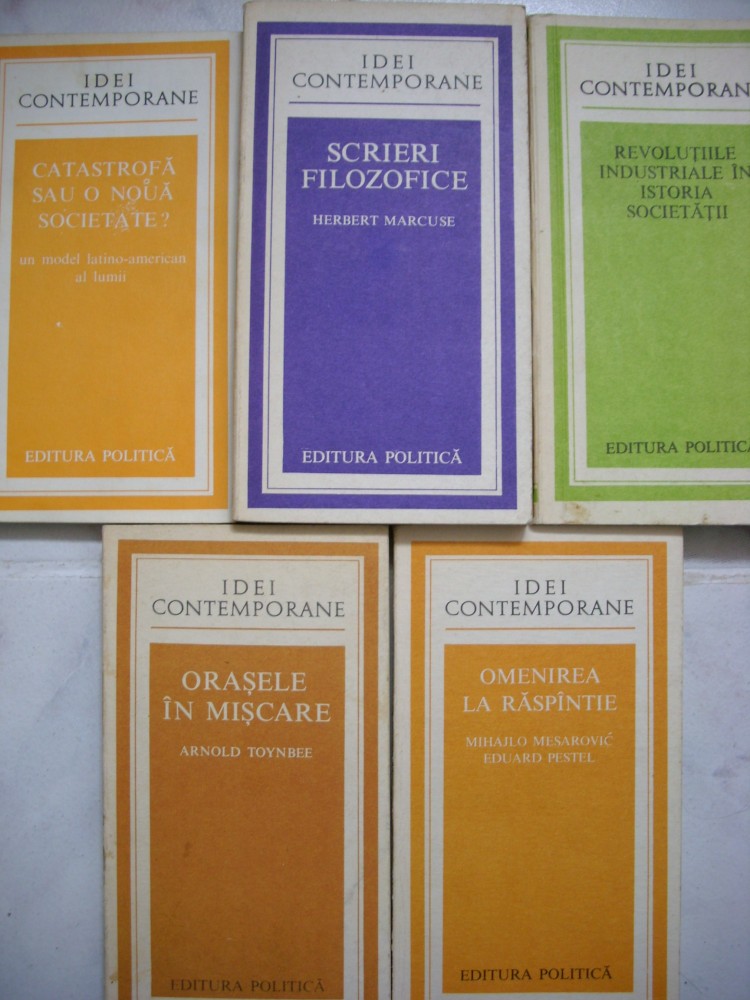 IDEI
CONTEMPORANE
CATASTROFĂ
SAU O NOUĂ
SOCIETATE?
un model latino-american
al lumii
EDITURA POLITICĂ
IDEI
CONTEMPORANE
SCRIERI
FILOZOFICE
HERBERT MARCUSE
EDITURA POLITICĂ
IDEI
CONTEMPORAN
REVOLUȚIILE
INDUSTRIALE ÎN
ISTORIA
SOCIETĂȚII
EDITURA POLITICĂ
IDEI
CONTEMPORANE
ORAȘELE
ÎN MIȘCARE
ARNOLD TOYNBEE
EDITURA POLITICĂ
IDEI
CONTEMPORANE
OMENIREA
LA RĂSPÎNTIE
MIHAJLO MESAROVIĆ
EDUARD PESTEL
EDITURA POLITICĂ